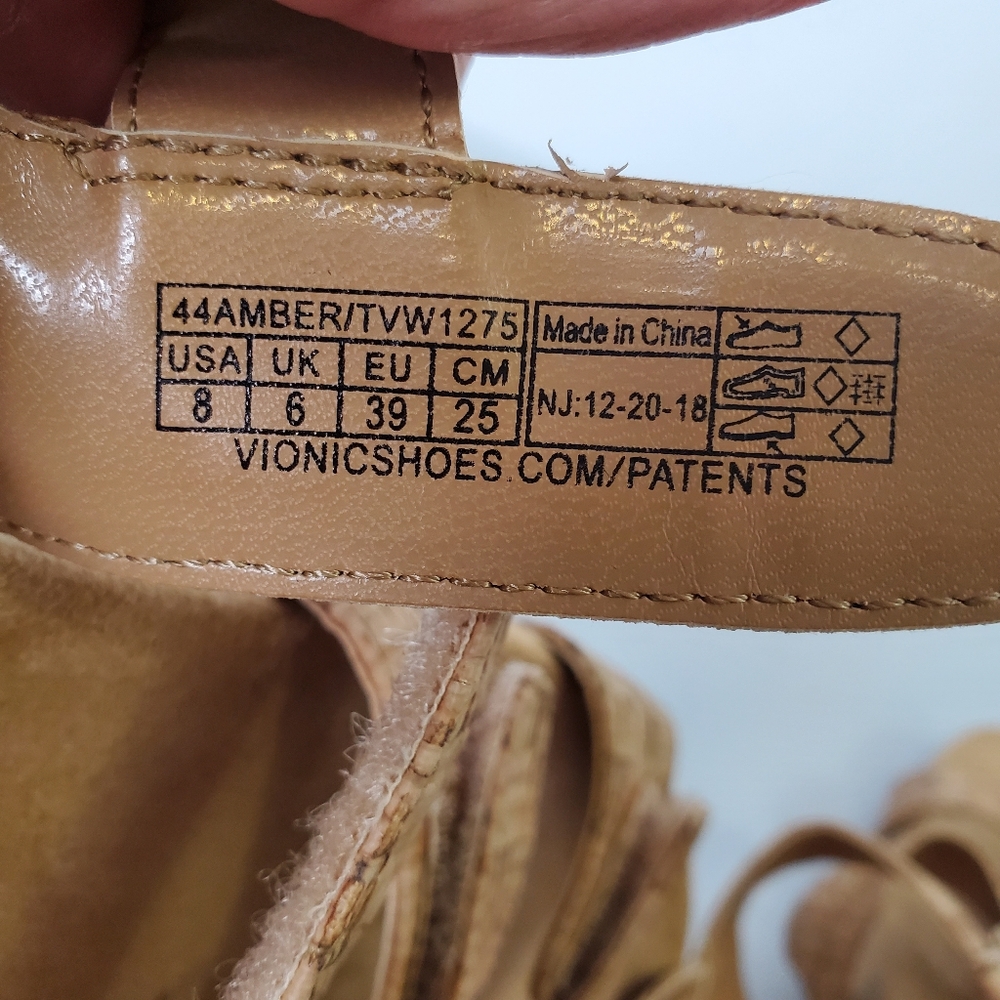 44AMBER/TVW1275
USA UK EU CM
8 6 39 25
Made in China
NJ:12-20-18
VIONICSHOES.COM/PATENTS